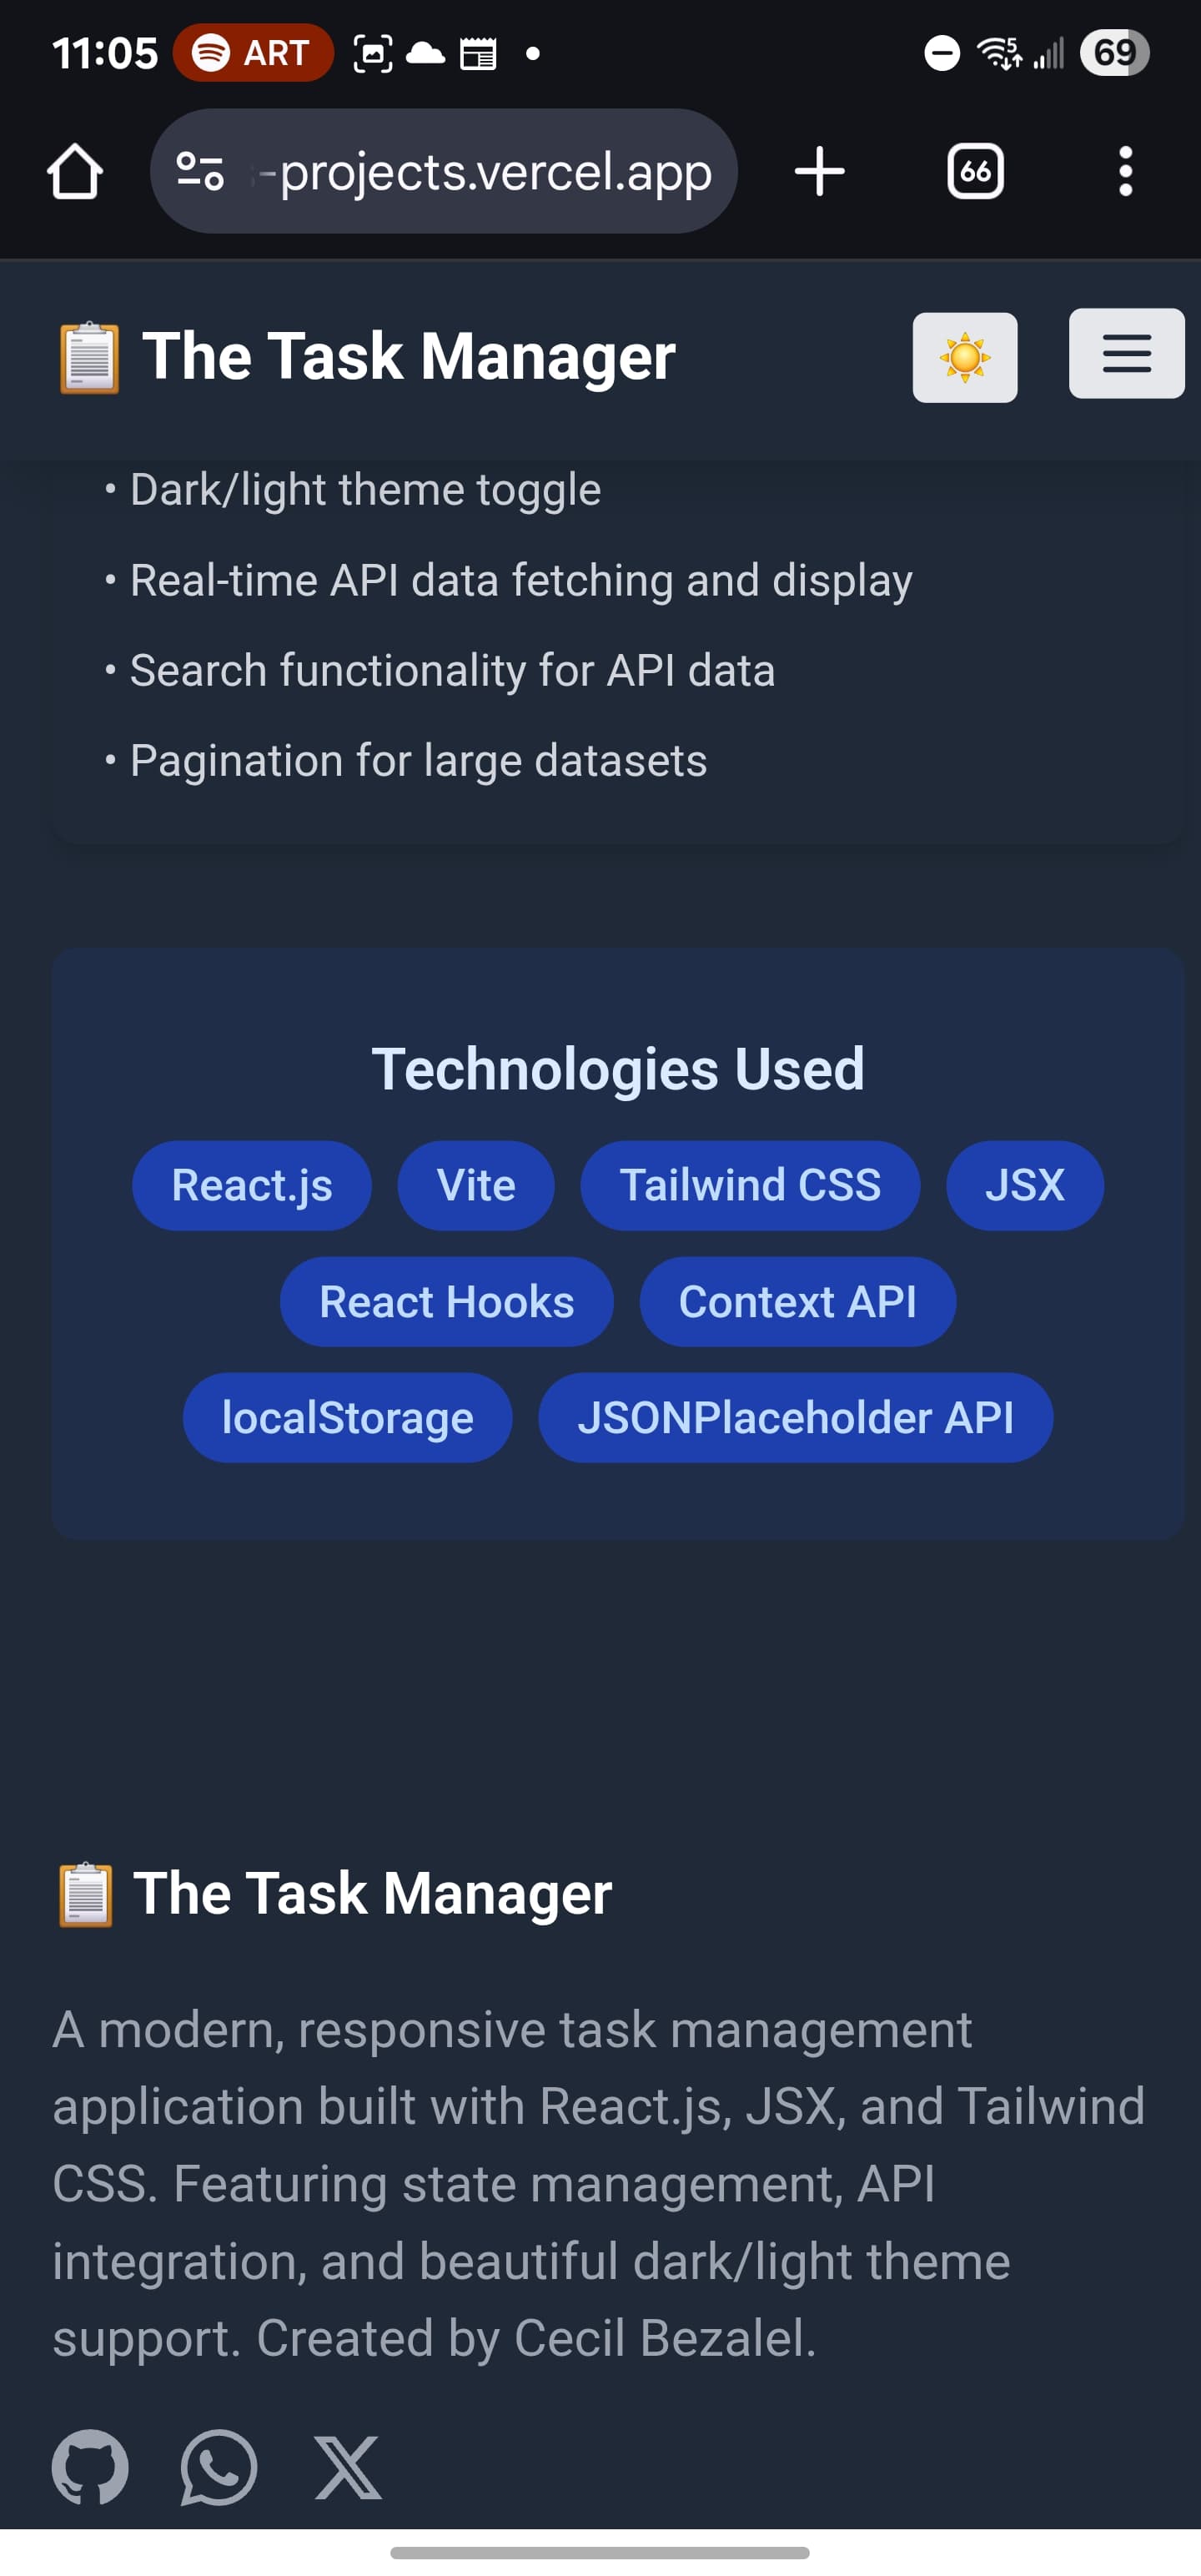 11:05 ART 5 69
-projects.vercel.app 66
The Task Manager
• Dark/light theme toggle
• Real-time API data fetching and display
• Search functionality for API data
• Pagination for large datasets
Technologies Used
React.js Vite Tailwind CSS JSX
React Hooks Context API
localStorage JSONPlaceholder API
The Task Manager
A modern, responsive task management
application built with React.js, JSX, and Tailwind
CSS. Featuring state management, API
integration, and beautiful dark/light theme
support. Created by Cecil Bezalel.